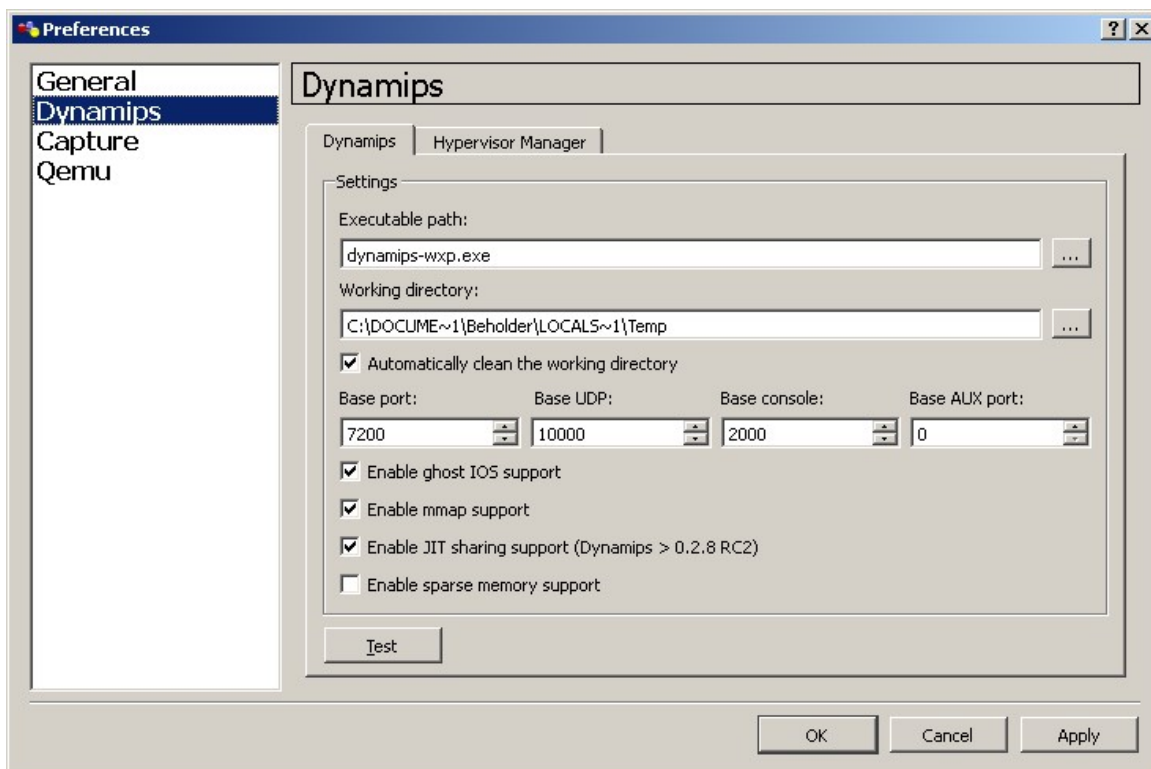 Preferences
General
Dynamips
Capture
Qemu
Dynamips
Dynamips Hypervisor Manager
Settings
Executable path:
dynamips-wxp.exe ...
Working directory:
C:\DOCUME~1\Beholder\LOCALS~1\Temp ...
Automatically clean the working directory
Base port: Base UDP: Base console: Base AUX port:
7200 10000 2000 0
Enable ghost IOS support
Enable mmap support
Enable JIT sharing support (Dynamips > 0.2.8 RC2)
Enable sparse memory support
Test
OK Cancel Apply